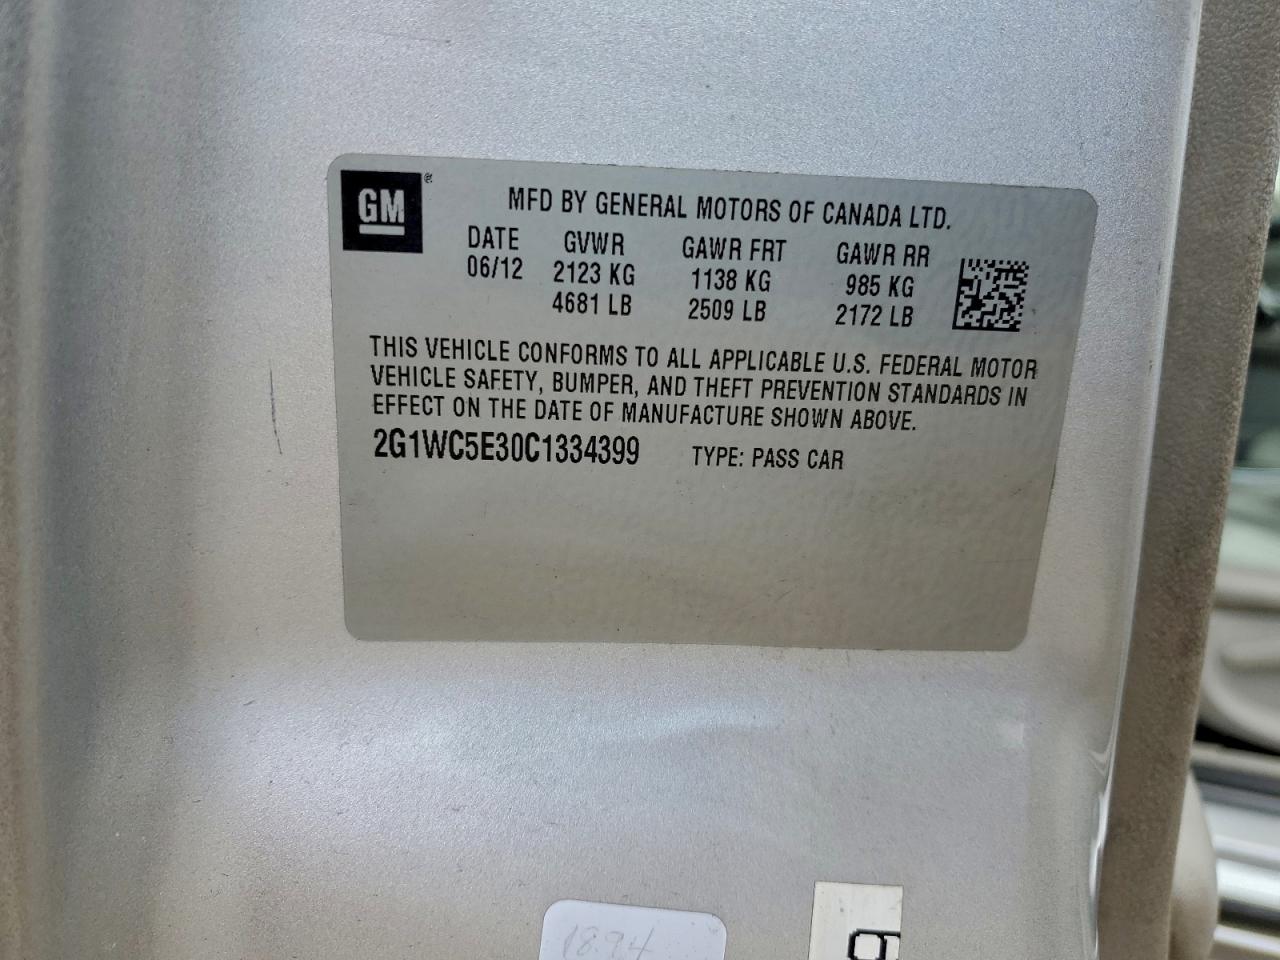 GM ®
MFD BY GENERAL MOTORS OF CANADA LTD.
DATE GVWR GAWR FRT GAWR RR
06/12 2123 KG 1138 KG 985 KG
4681 LB 2509 LB 2172 LB
THIS VEHICLE CONFORMS TO ALL APPLICABLE U.S. FEDERAL MOTOR
VEHICLE SAFETY, BUMPER, AND THEFT PREVENTION STANDARDS IN
EFFECT ON THE DATE OF MANUFACTURE SHOWN ABOVE.
2G1WC5E30C1334399 TYPE: PASS CAR